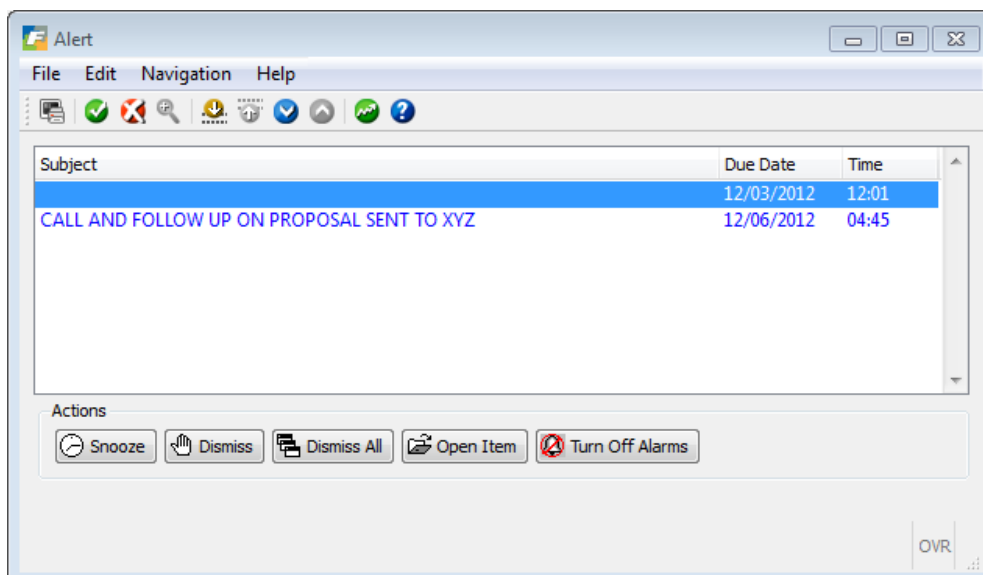 Alert
File Edit Navigation Help
Subject Due Date Time
12/03/2012 12:01
CALL AND FOLLOW UP ON PROPOSAL SENT TO XYZ 12/06/2012 04:45
Actions
Snooze Dismiss Dismiss All Open Item Turn Off Alarms
OVR